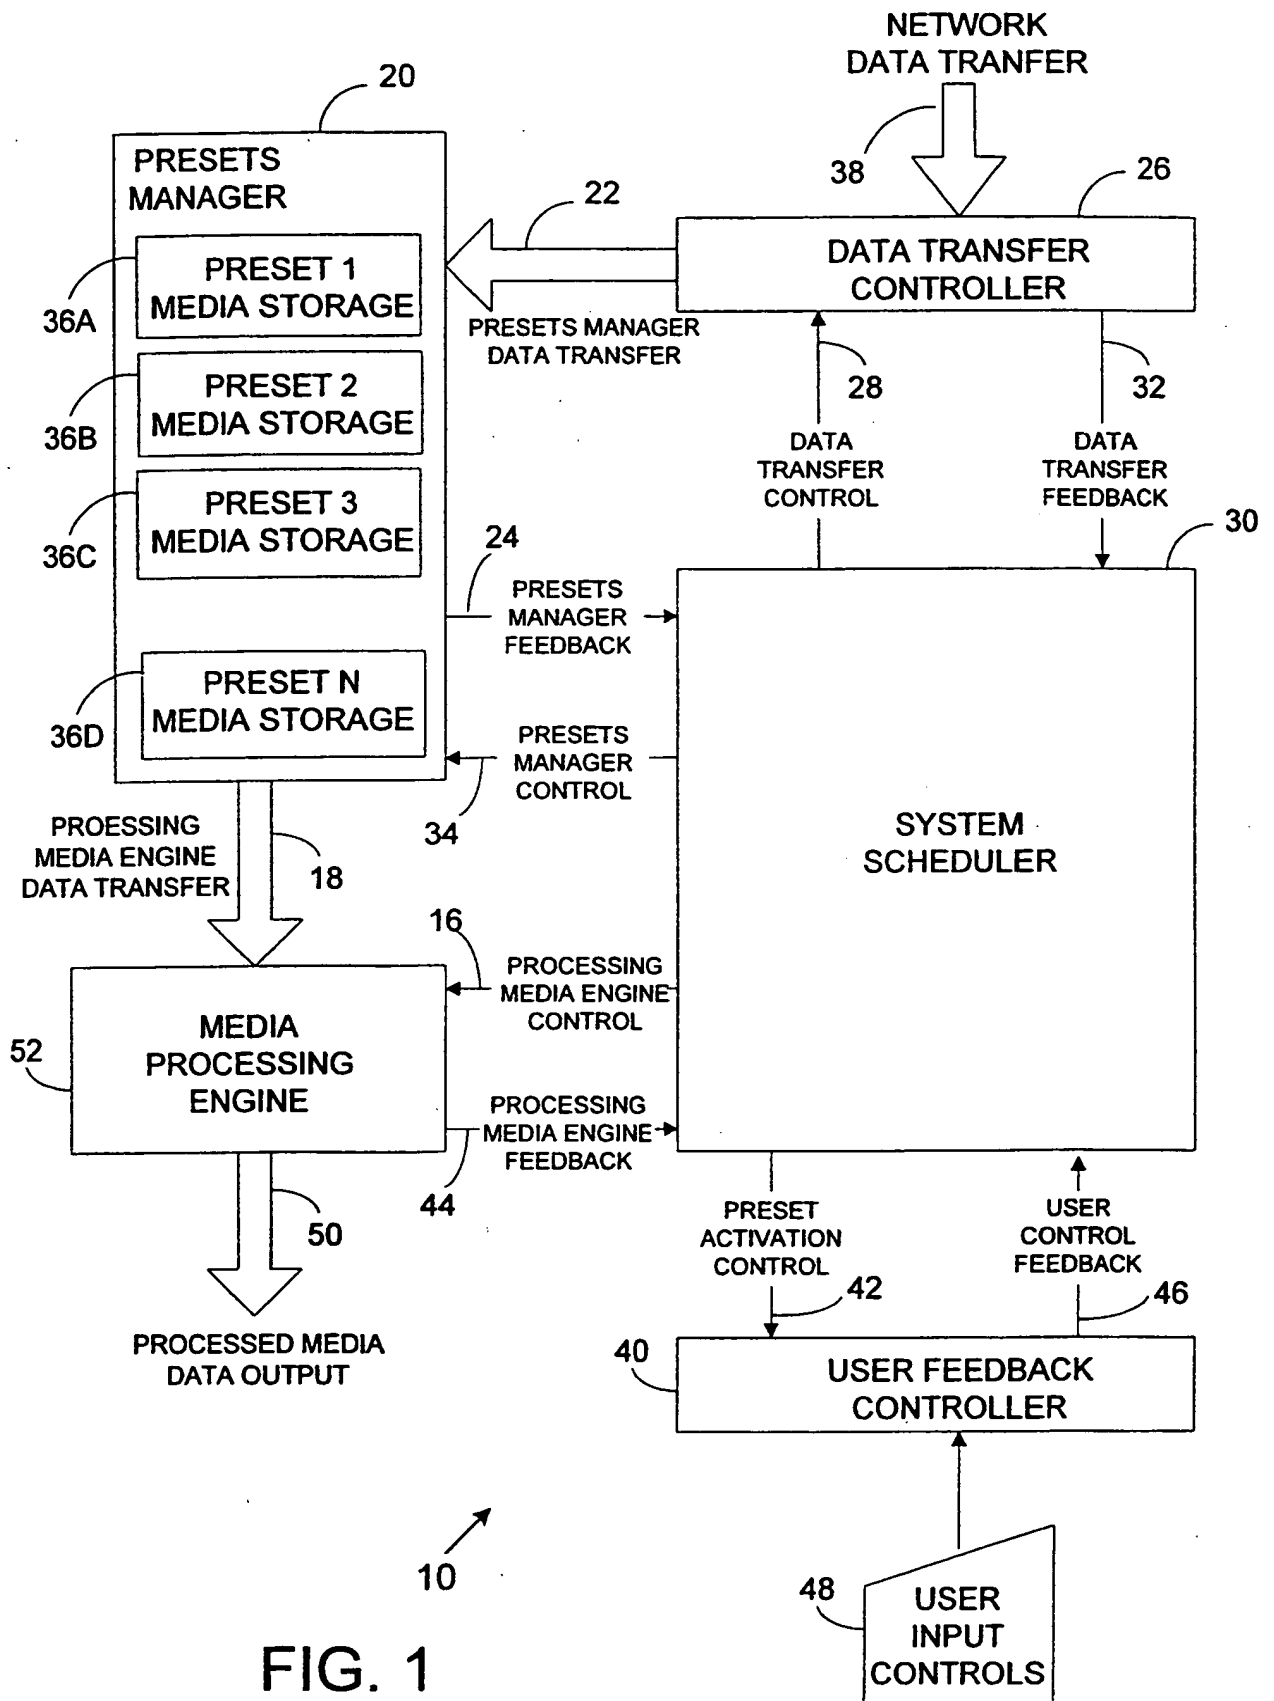 NETWORK
DATA TRANFER
38
20
PRESETS
MANAGER
PRESET 1
MEDIA STORAGE
36A
PRESET 2
MEDIA STORAGE
36B
PRESET 3
MEDIA STORAGE
36C
PRESET N
MEDIA STORAGE
36D
22
PRESETS MANAGER
DATA TRANSFER
26
DATA TRANSFER
CONTROLLER
28
DATA
TRANSFER
CONTROL
32
DATA
TRANSFER
FEEDBACK
30
24
PRESETS
MANAGER
FEEDBACK
PRESETS
MANAGER
CONTROL
34
SYSTEM
SCHEDULER
PROESSING
MEDIA ENGINE
DATA TRANSFER
18
16
PROCESSING
MEDIA ENGINE
CONTROL
MEDIA
PROCESSING
ENGINE
52
PROCESSING
MEDIA ENGINE
FEEDBACK
44
50
PROCESSED MEDIA
DATA OUTPUT
PRESET
ACTIVATION
CONTROL
42
USER
CONTROL
FEEDBACK
46
40
USER FEEDBACK
CONTROLLER
10
48
USER
INPUT
CONTROLS
FIG. 1